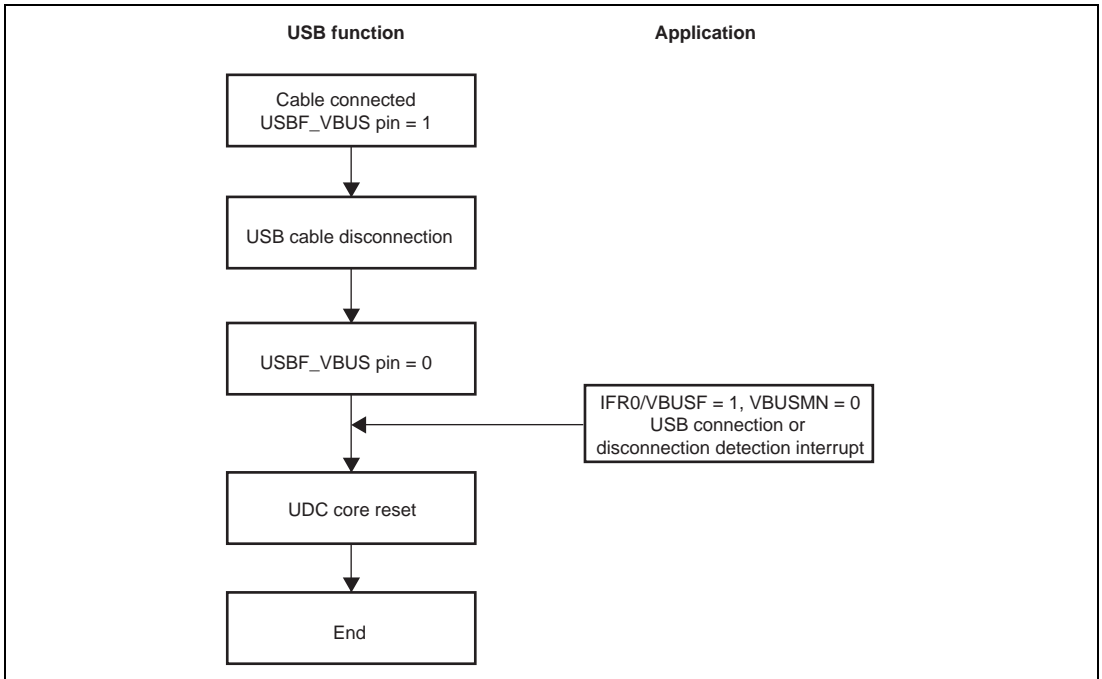 USB function
Application
Cable connected
USBF_VBUS pin = 1
USB cable disconnection
USBF_VBUS pin = 0
IFR0/VBUSF = 1, VBUSMN = 0
USB connection or
disconnection detection interrupt
UDC core reset
End